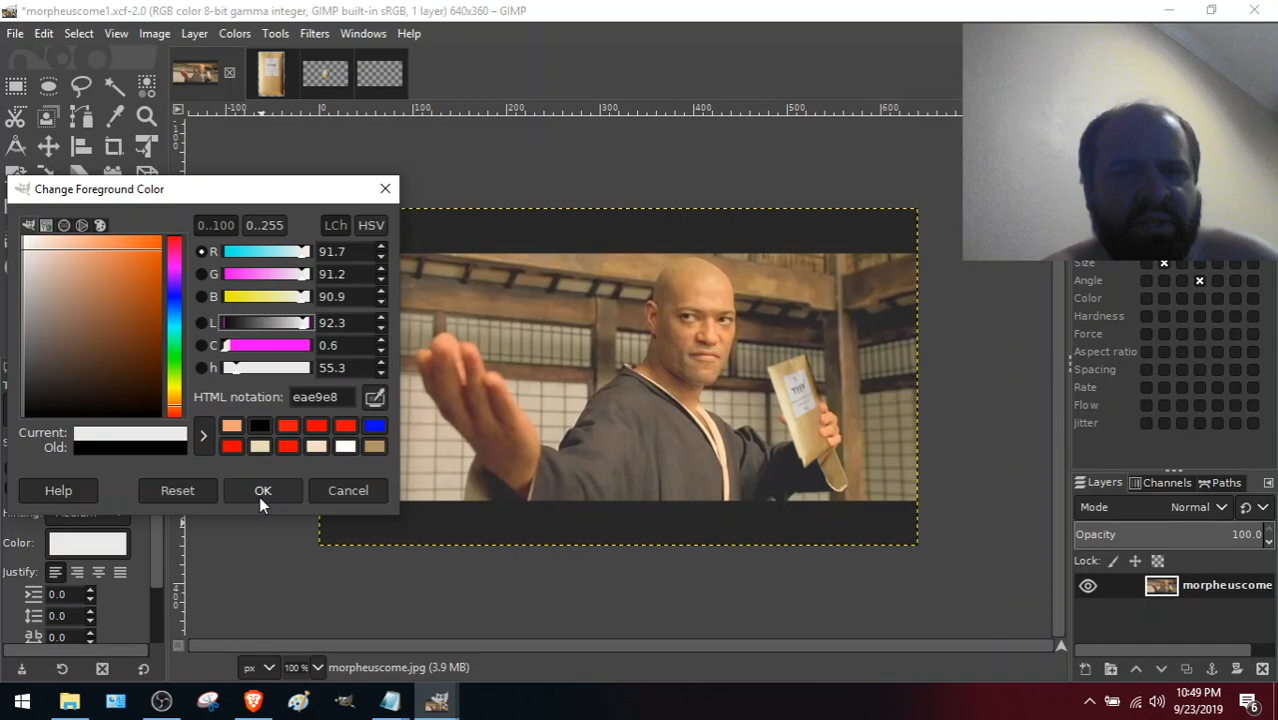 *morpheuscome1.xcf-2.0 (RGB color 8-bit gamma integer, GIMP built-in sRGB, 1 layer) 640x360 – GIMP
File Edit Select View Image Layer Colors Tools Filters Windows Help
-100 0 100 200 300 400 500 600
Change Foreground Color
0..100 0..255 LCh HSV
R 91.7
G 91.2
B 90.9
L 92.3
C 0.6
h 55.3
HTML notation: eae9e8
Current:
Old:
Help Reset OK Cancel
Color:
Justify:
0.0
0.0
0.0
Size
Angle
Color
Hardness
Force
Aspect ratio
Spacing
Rate
Flow
Jitter
Layers Channels Paths
Mode Normal
Opacity 100.0
Lock:
morpheuscome
px 100 % morpheuscome.jpg (3.9 MB)
10:49 PM
9/23/2019
6